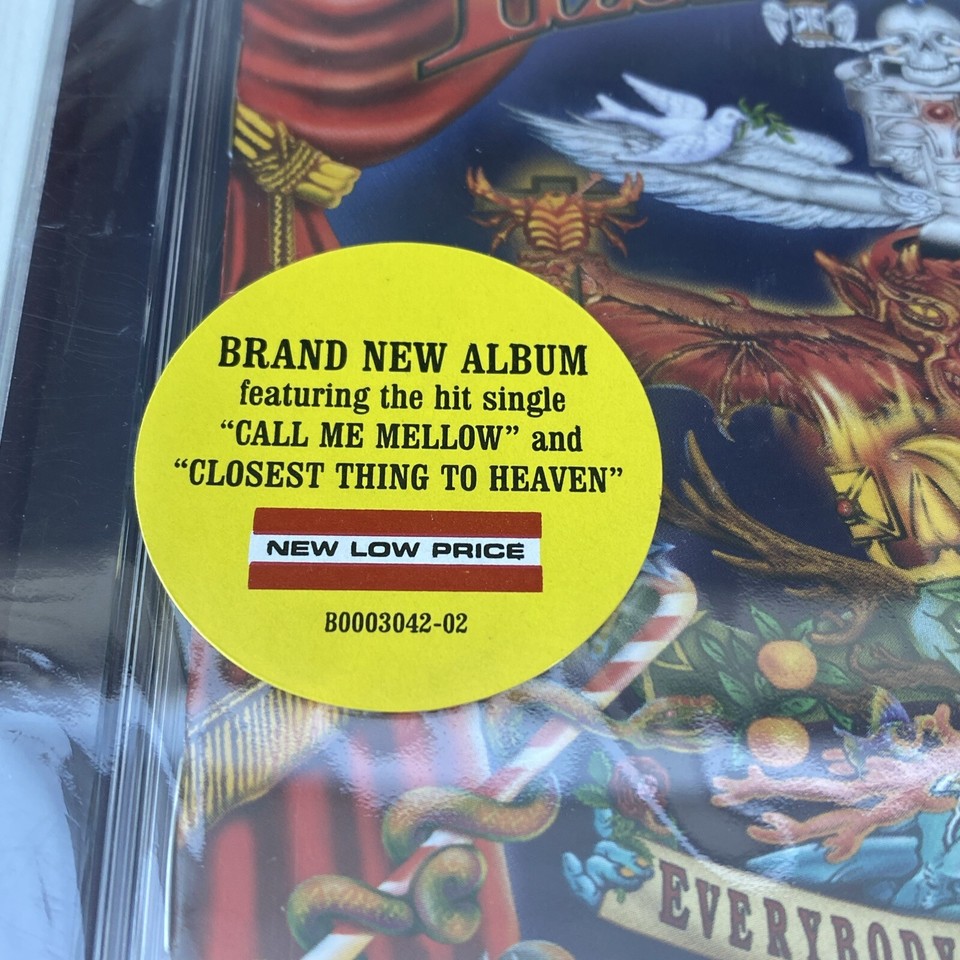 BRAND NEW ALBUM
featuring the hit single
“CALL ME MELLOW” and
“CLOSEST THING TO HEAVEN”
NEW LOW PRICE
B0003042-02
EVERYBODY